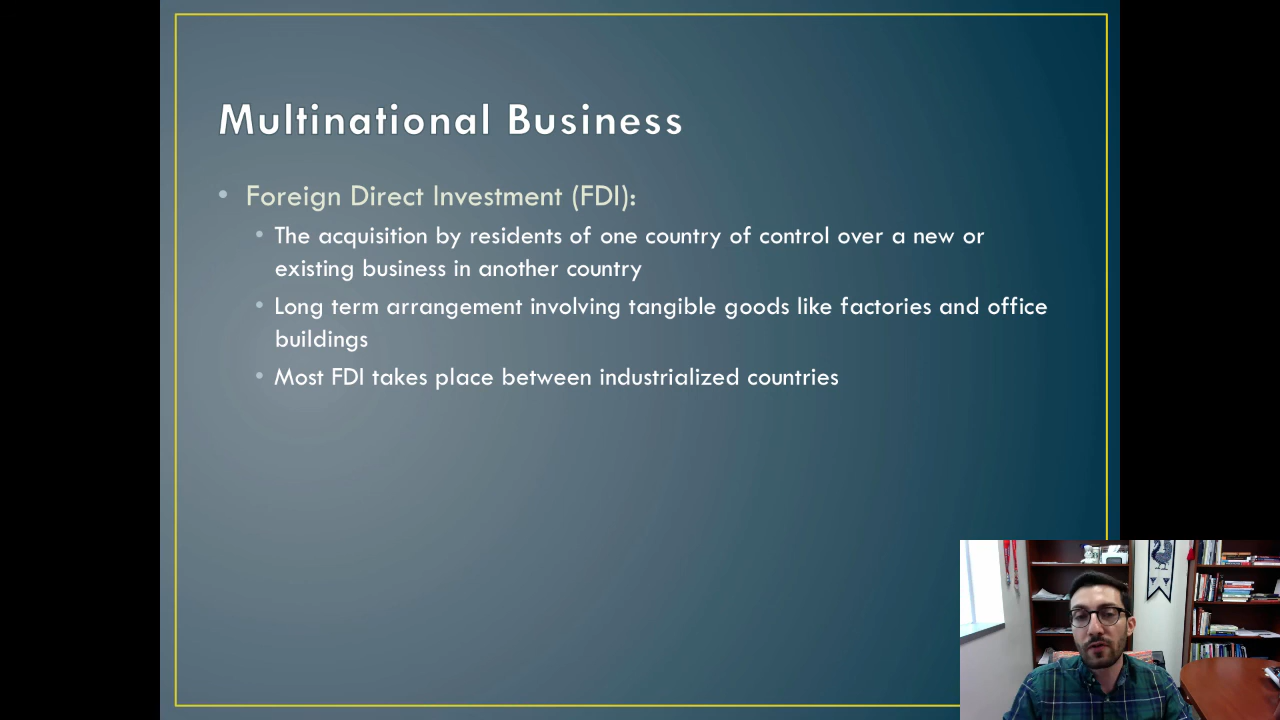 Multinational Business
• Foreign Direct Investment (FDI):
• The acquisition by residents of one country of control over a new or
existing business in another country
• Long term arrangement involving tangible goods like factories and office
buildings
• Most FDI takes place between industrialized countries